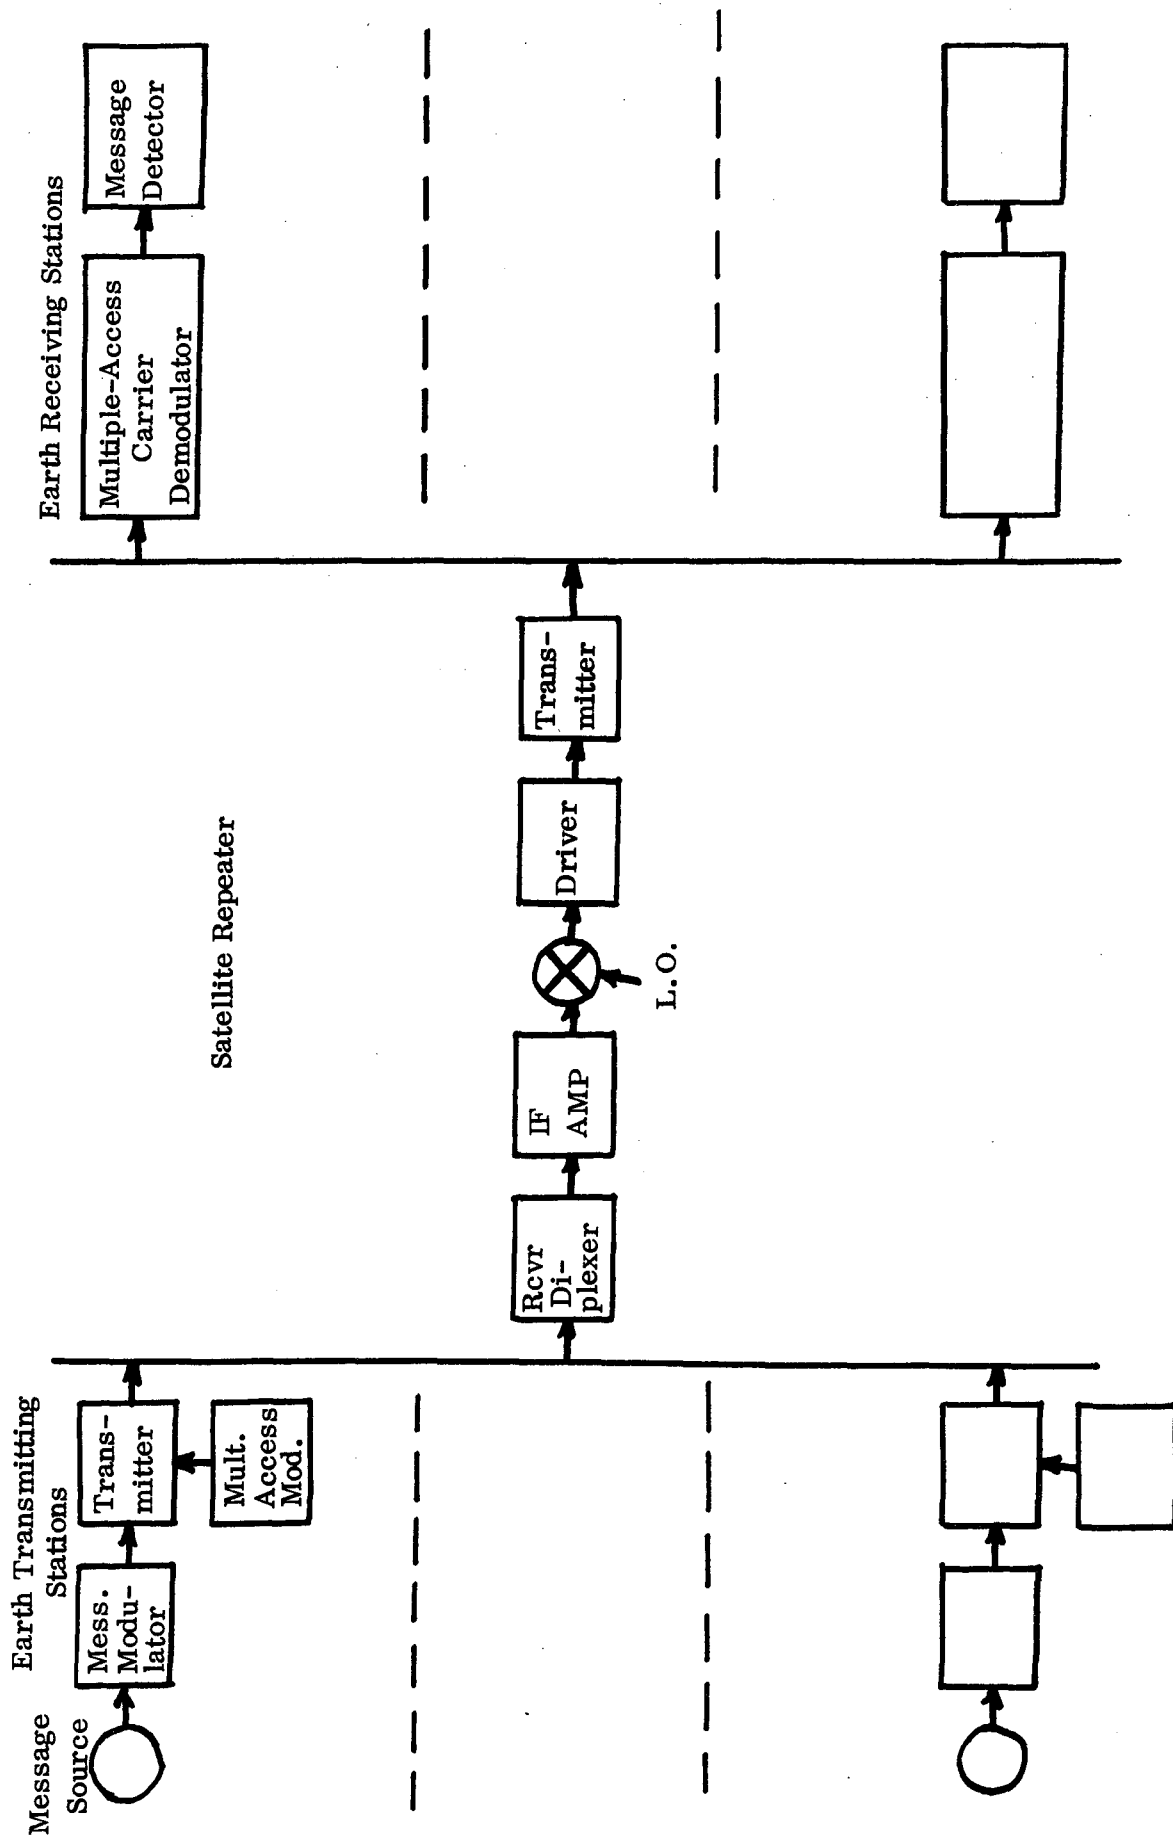 Message
Source
Earth Transmitting
Stations
Mess.
Modu-
lator
Trans-
mitter
Mult.
Access
Mod.
Satellite Repeater
Rcvr
Di-
plexer
IF
AMP
L.O.
Driver
Trans-
mitter
Earth Receiving Stations
Multiple-Access
Carrier
Demodulator
Message
Detector